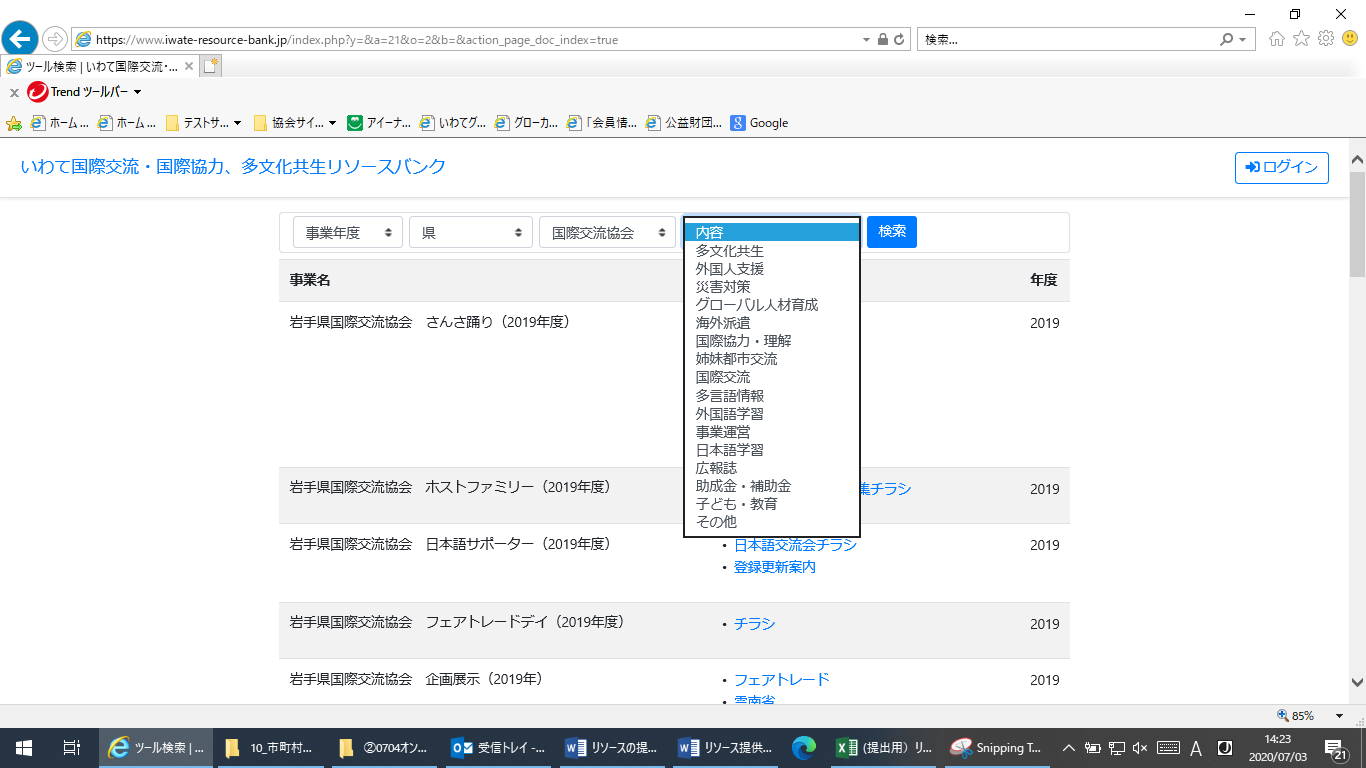 https://www.iwate-resource-bank.jp/index.php?y=&a=21&o=2&b=&action_page_doc_index=true
検索...
ツール検索 | いわて国際交流・...
x Trend ツールバー
ホーム ...
ホーム ...
テストサ...
協会サイ...
アイーナ...
いわてグ...
グローカ...
「会員情...
公益財団...
Google
いわて国際交流・国際協力、多文化共生リソースバンク
ログイン
事業年度
県
国際交流協会
検索
内容
多文化共生
外国人支援
災害対策
グローバル人材育成
海外派遣
国際協力・理解
姉妹都市交流
国際交流
多言語情報
外国語学習
事業運営
日本語学習
広報誌
助成金・補助金
子ども・教育
その他
事業名
年度
岩手県国際交流協会 さんさ踊り（2019年度）
2019
岩手県国際交流協会 ホストファミリー（2019年度）
集チラシ
2019
岩手県国際交流協会 日本語サポーター（2019年度）
• 日本語交流会チラシ
2019
• 登録更新案内
岩手県国際交流協会 フェアトレードデイ（2019年度）
• チラシ
2019
岩手県国際交流協会 企画展示（2019年）
• フェアトレード
2019
• 雲南省
85%
ツール検索 | ...
10_市町村...
②0704オン...
受信トレイ -...
リソースの提...
リソース提供...
(提出用）リ...
Snipping T...
A
14:23
2020/07/03
21